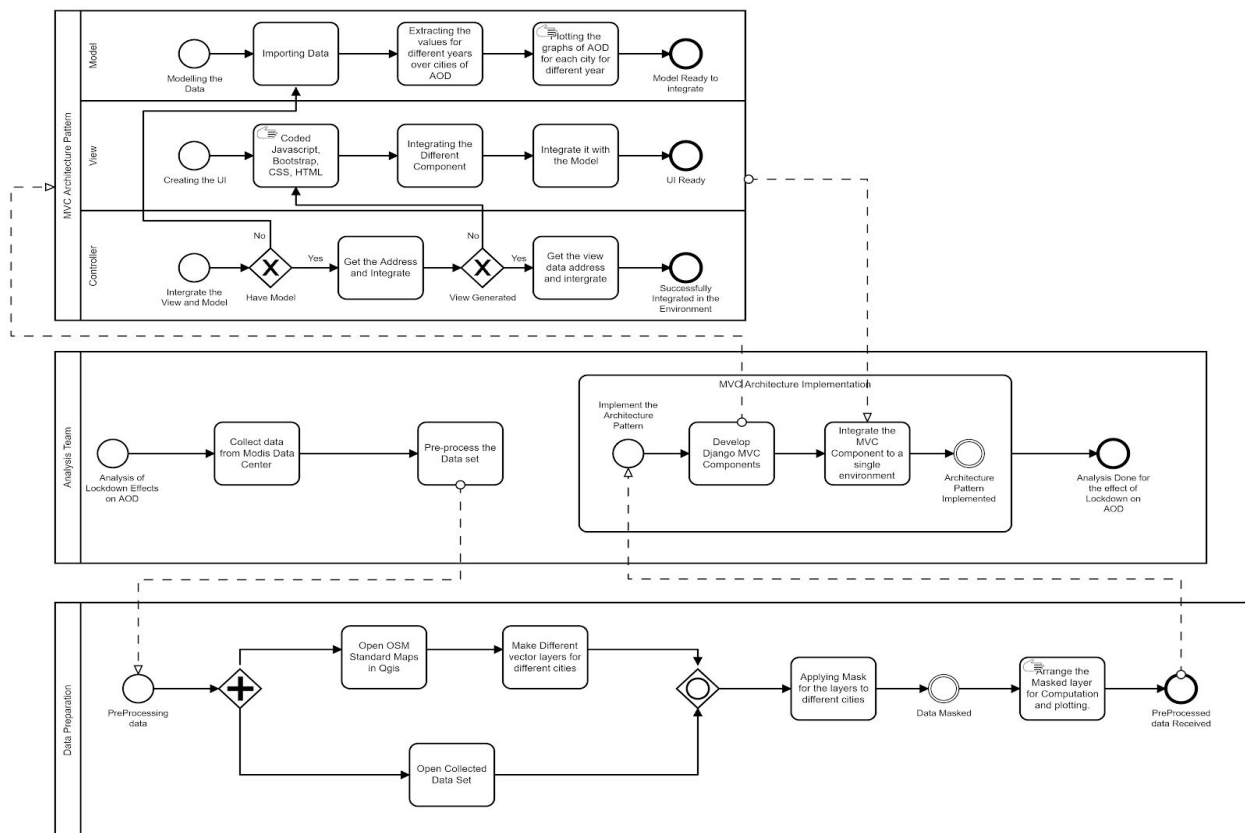 MVC Architecture Pattern
Model
Modelling the
Data
Importing Data
Extracting the
values for
different years
over cities of
AOD
Plotting the
graphs of AOD
for each city for
different year
Model Ready to
integrate
View
Creating the UI
Coded
Javascript,
Bootstrap,
CSS, HTML
Integrating the
Different
Component
Integrate it with
the Model
UI Ready
Controller
Intergrate the
View and Model
No
Have Model
Yes
Get the Address
and Integrate
No
View Generated
Yes
Get the view
data address
and intergrate
Successfully
Integrated in the
Environment
Analysis Team
Analysis of
Lockdown Effects
on AOD
Collect data
from Modis Data
Center
Pre-process the
Data set
MVC Architecture Implementation
Implement the
Architecture
Pattern
Develop
Django MVC
Components
Integrate the
MVC
Component to a
single
environment
Architecture
Pattern
Implemented
Analysis Done for
the effect of
Lockdown on
AOD
Data Preparation
PreProcessing
data
Open OSM
Standard Maps
in Qgis
Make Different
vector layers for
different cities
Open Collected
Data Set
Applying Mask
for the layers to
different cities
Data Masked
Arrange the
Masked layer
for Computation
and plotting.
PreProcessed
data Received